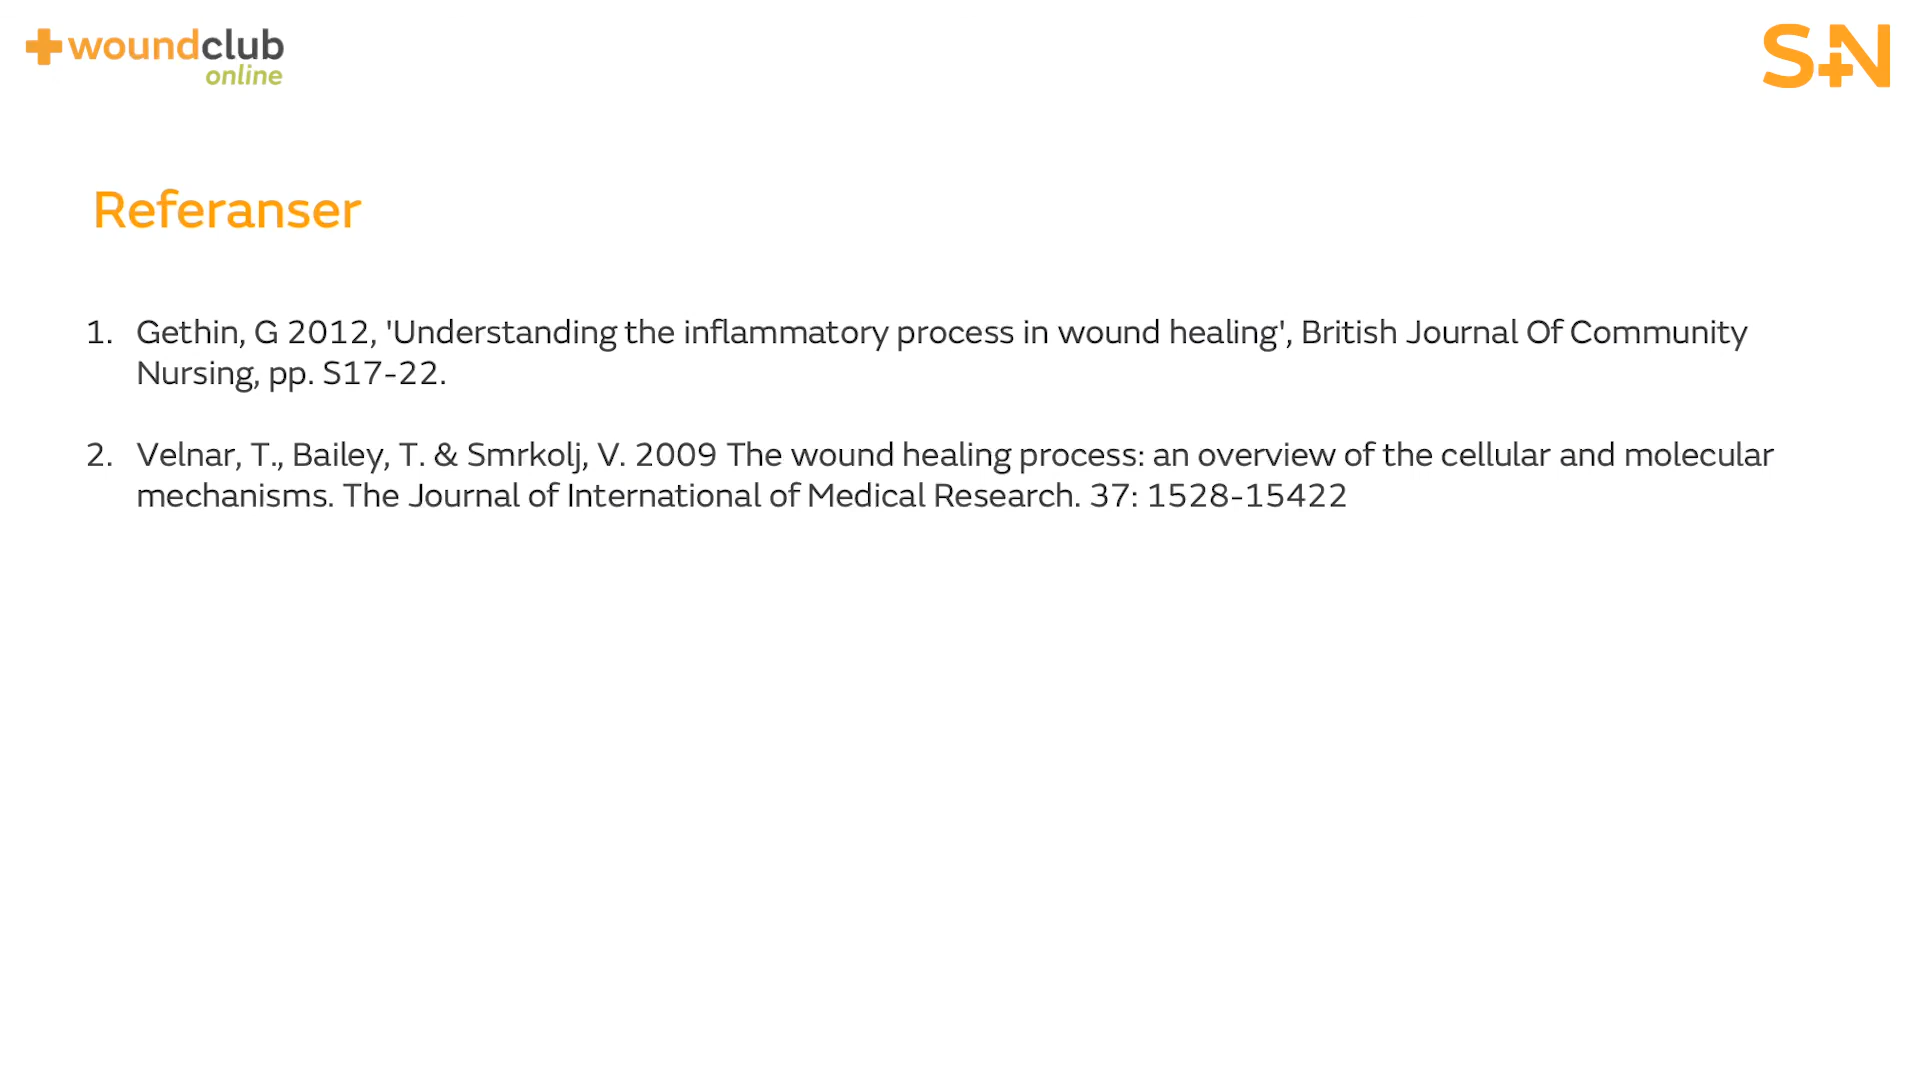 woundclub
online
S+N
Referanser
1. Gethin, G 2012, 'Understanding the inflammatory process in wound healing', British Journal Of Community
Nursing, pp. S17-22.
2. Velnar, T., Bailey, T. & Smrkolj, V. 2009 The wound healing process: an overview of the cellular and molecular
mechanisms. The Journal of International of Medical Research. 37: 1528-15422